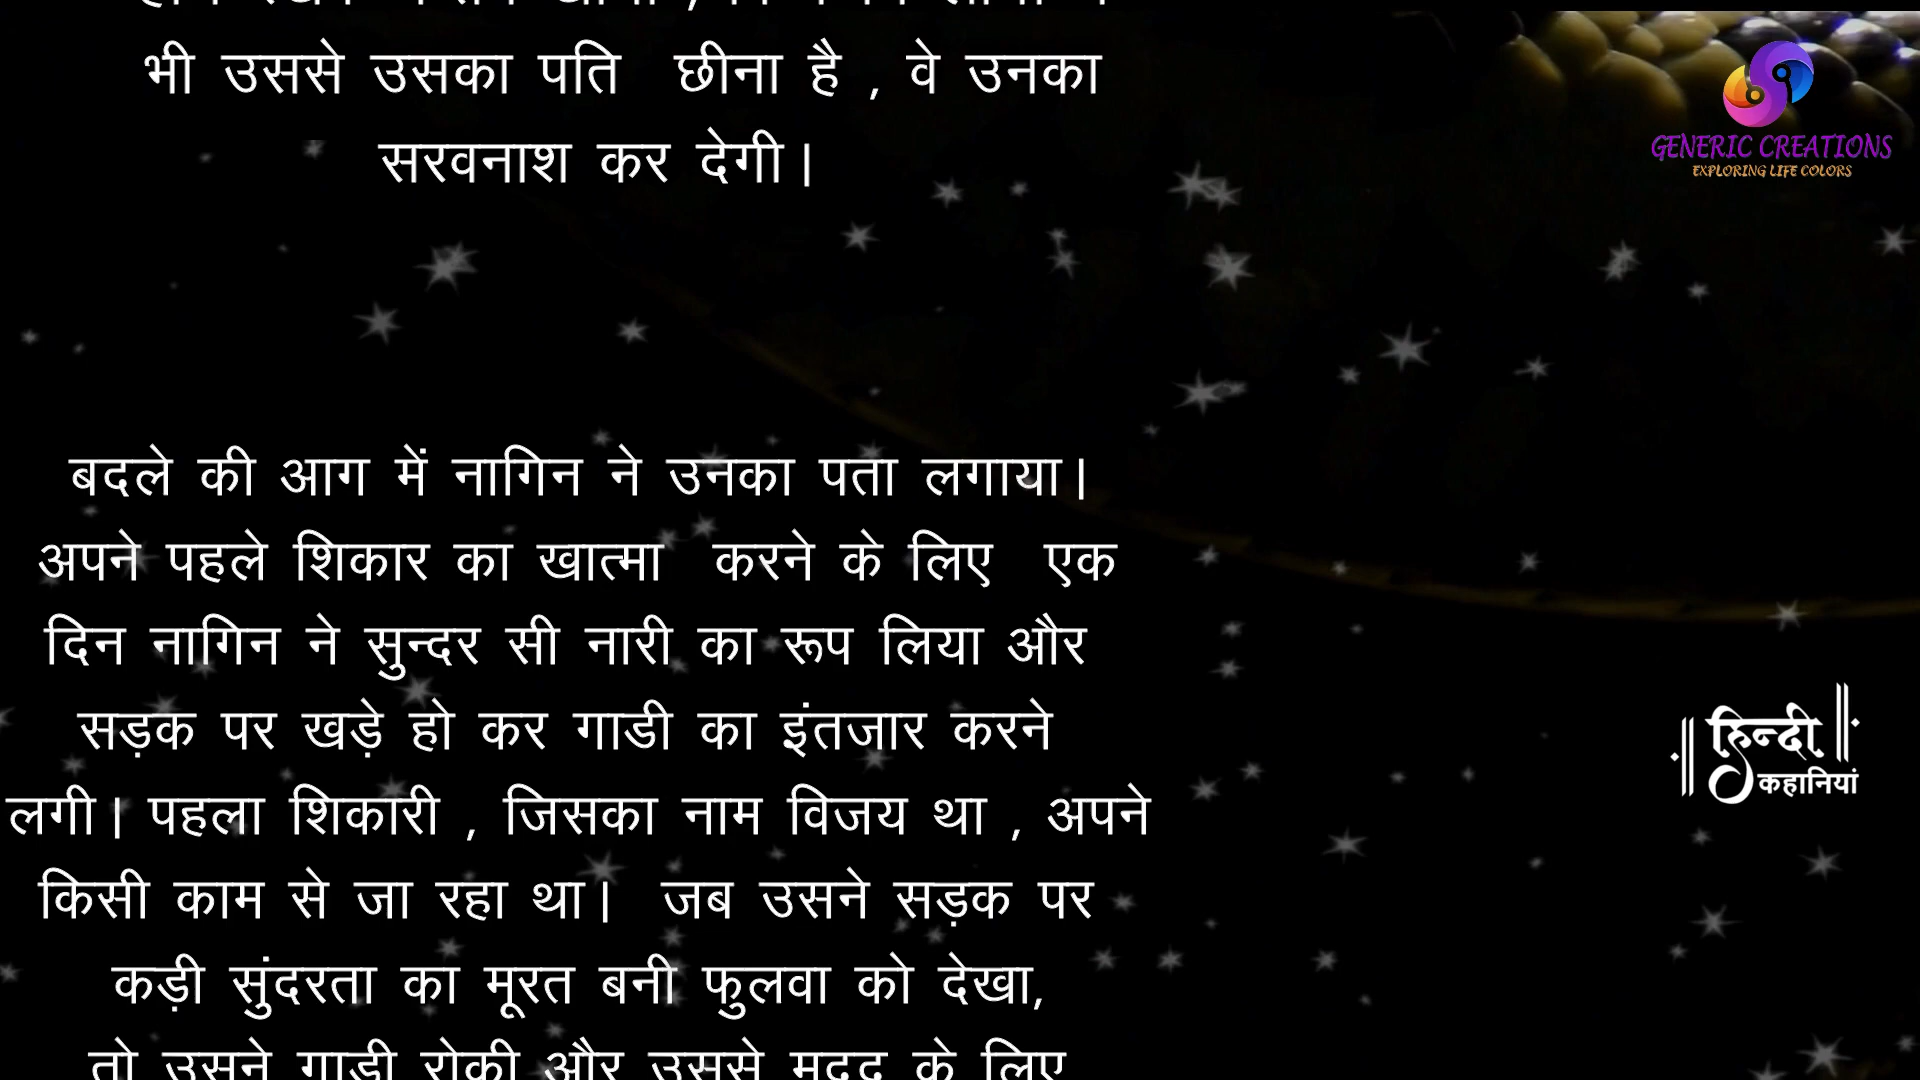 भी उससे उसका पति छीना है , वे उनका
सरवनाश कर देगी।
बदले की आग में नागिन ने उनका पता लगाया।
अपने पहले शिकार का खात्मा करने के लिए एक
दिन नागिन ने सुन्दर सी नारी का रूप लिया और
सड़क पर खड़े हो कर गाडी का इंतजार करने
लगी। पहला शिकारी , जिसका नाम विजय था , अपने
किसी काम से जा रहा था। जब उसने सड़क पर
कड़ी सुंदरता का मूरत बनी फुलवा को देखा,
तो उसने गाडी रोकी और उससे मदद के लिए
GENERIC CREATIONS
EXPLORING LIFE COLORS
हिन्दी
कहानियां